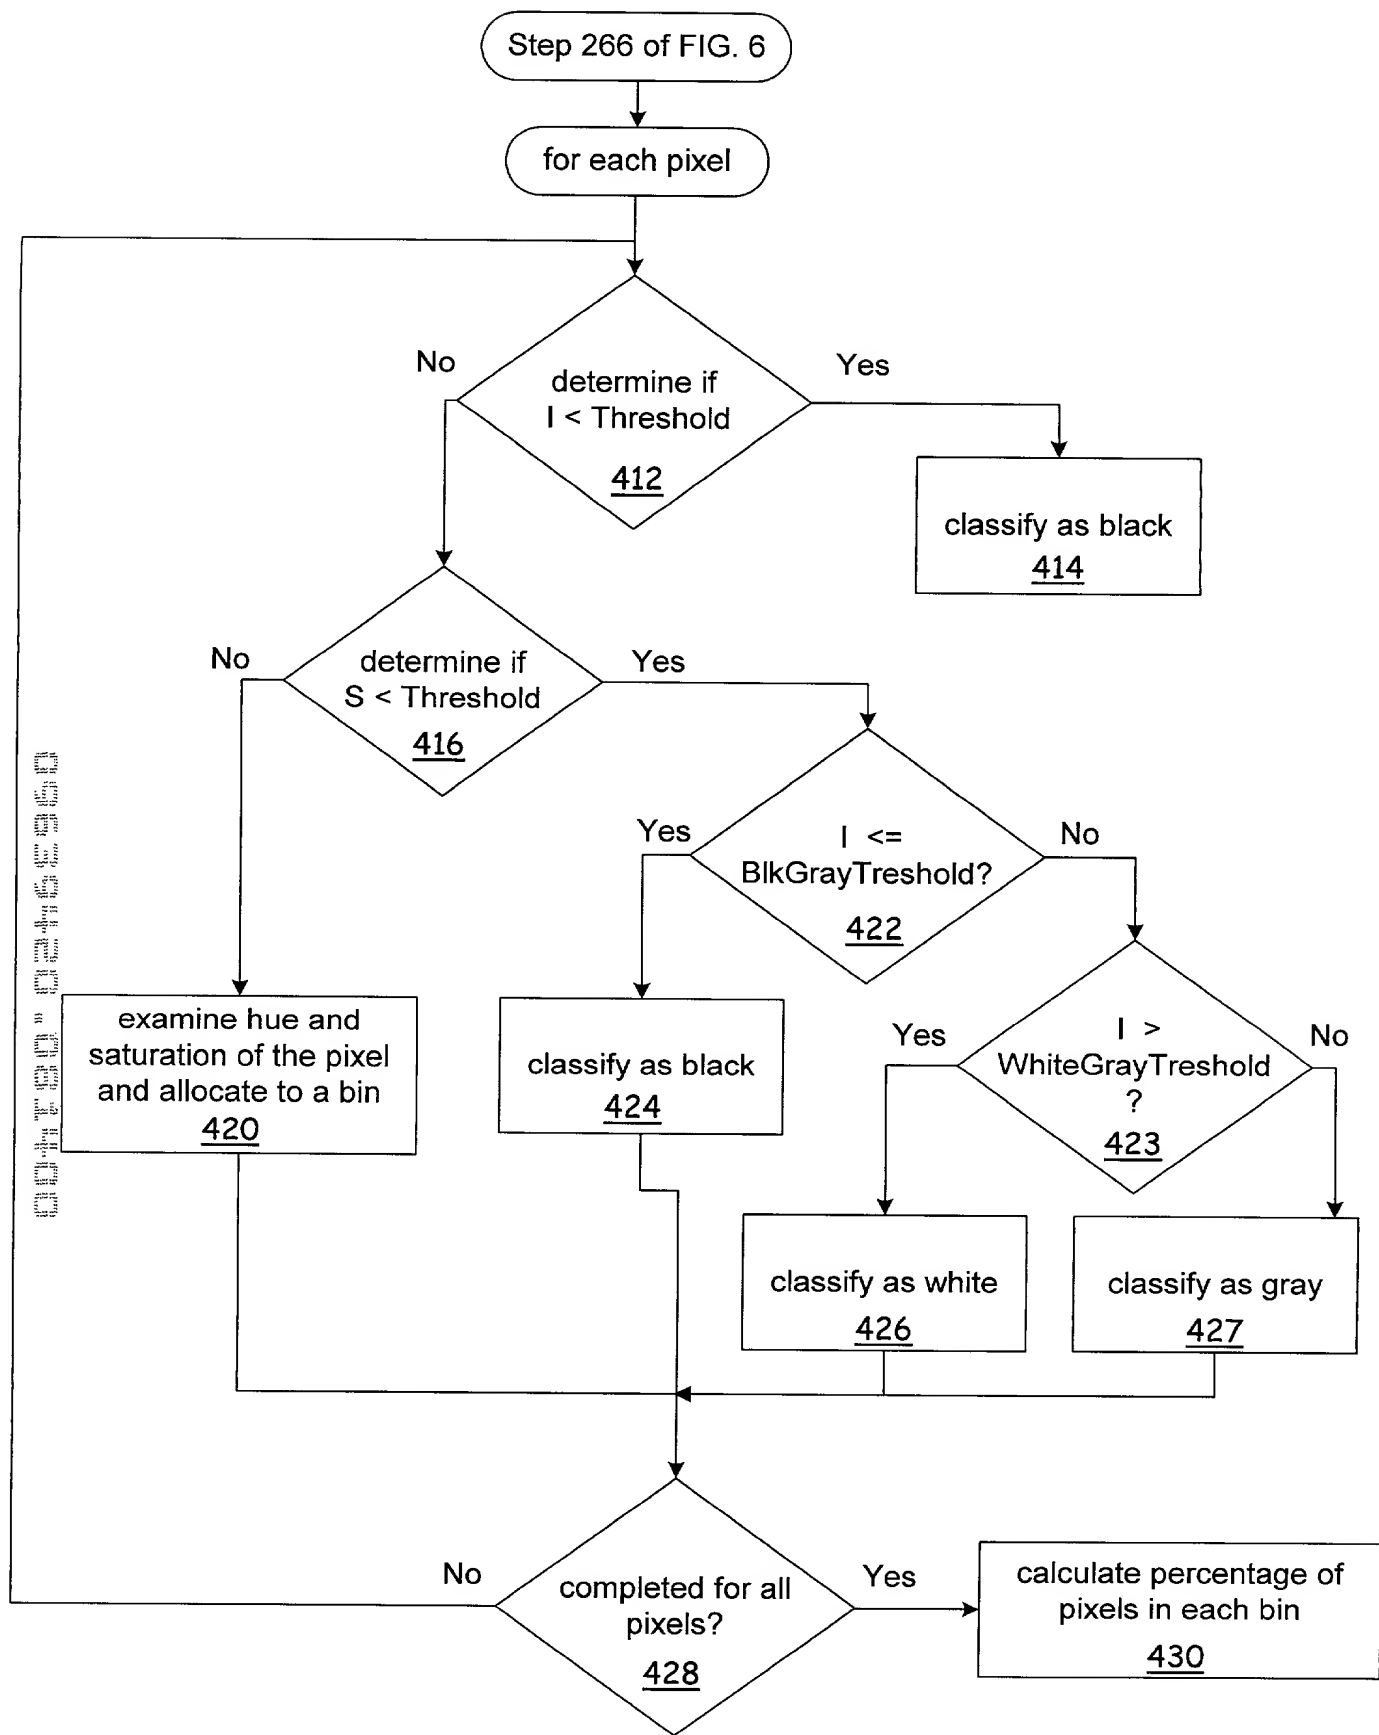 Step 266 of FIG. 6
for each pixel
No
Yes
determine if
I < Threshold
412
classify as black
414
No
Yes
determine if
S < Threshold
416
Yes
No
I <=
BlkGrayTreshold?
422
examine hue and
saturation of the pixel
and allocate to a bin
420
classify as black
424
Yes
No
I >
WhiteGrayTreshold
?
423
classify as white
426
classify as gray
427
No
Yes
completed for all
pixels?
428
calculate percentage of
pixels in each bin
430